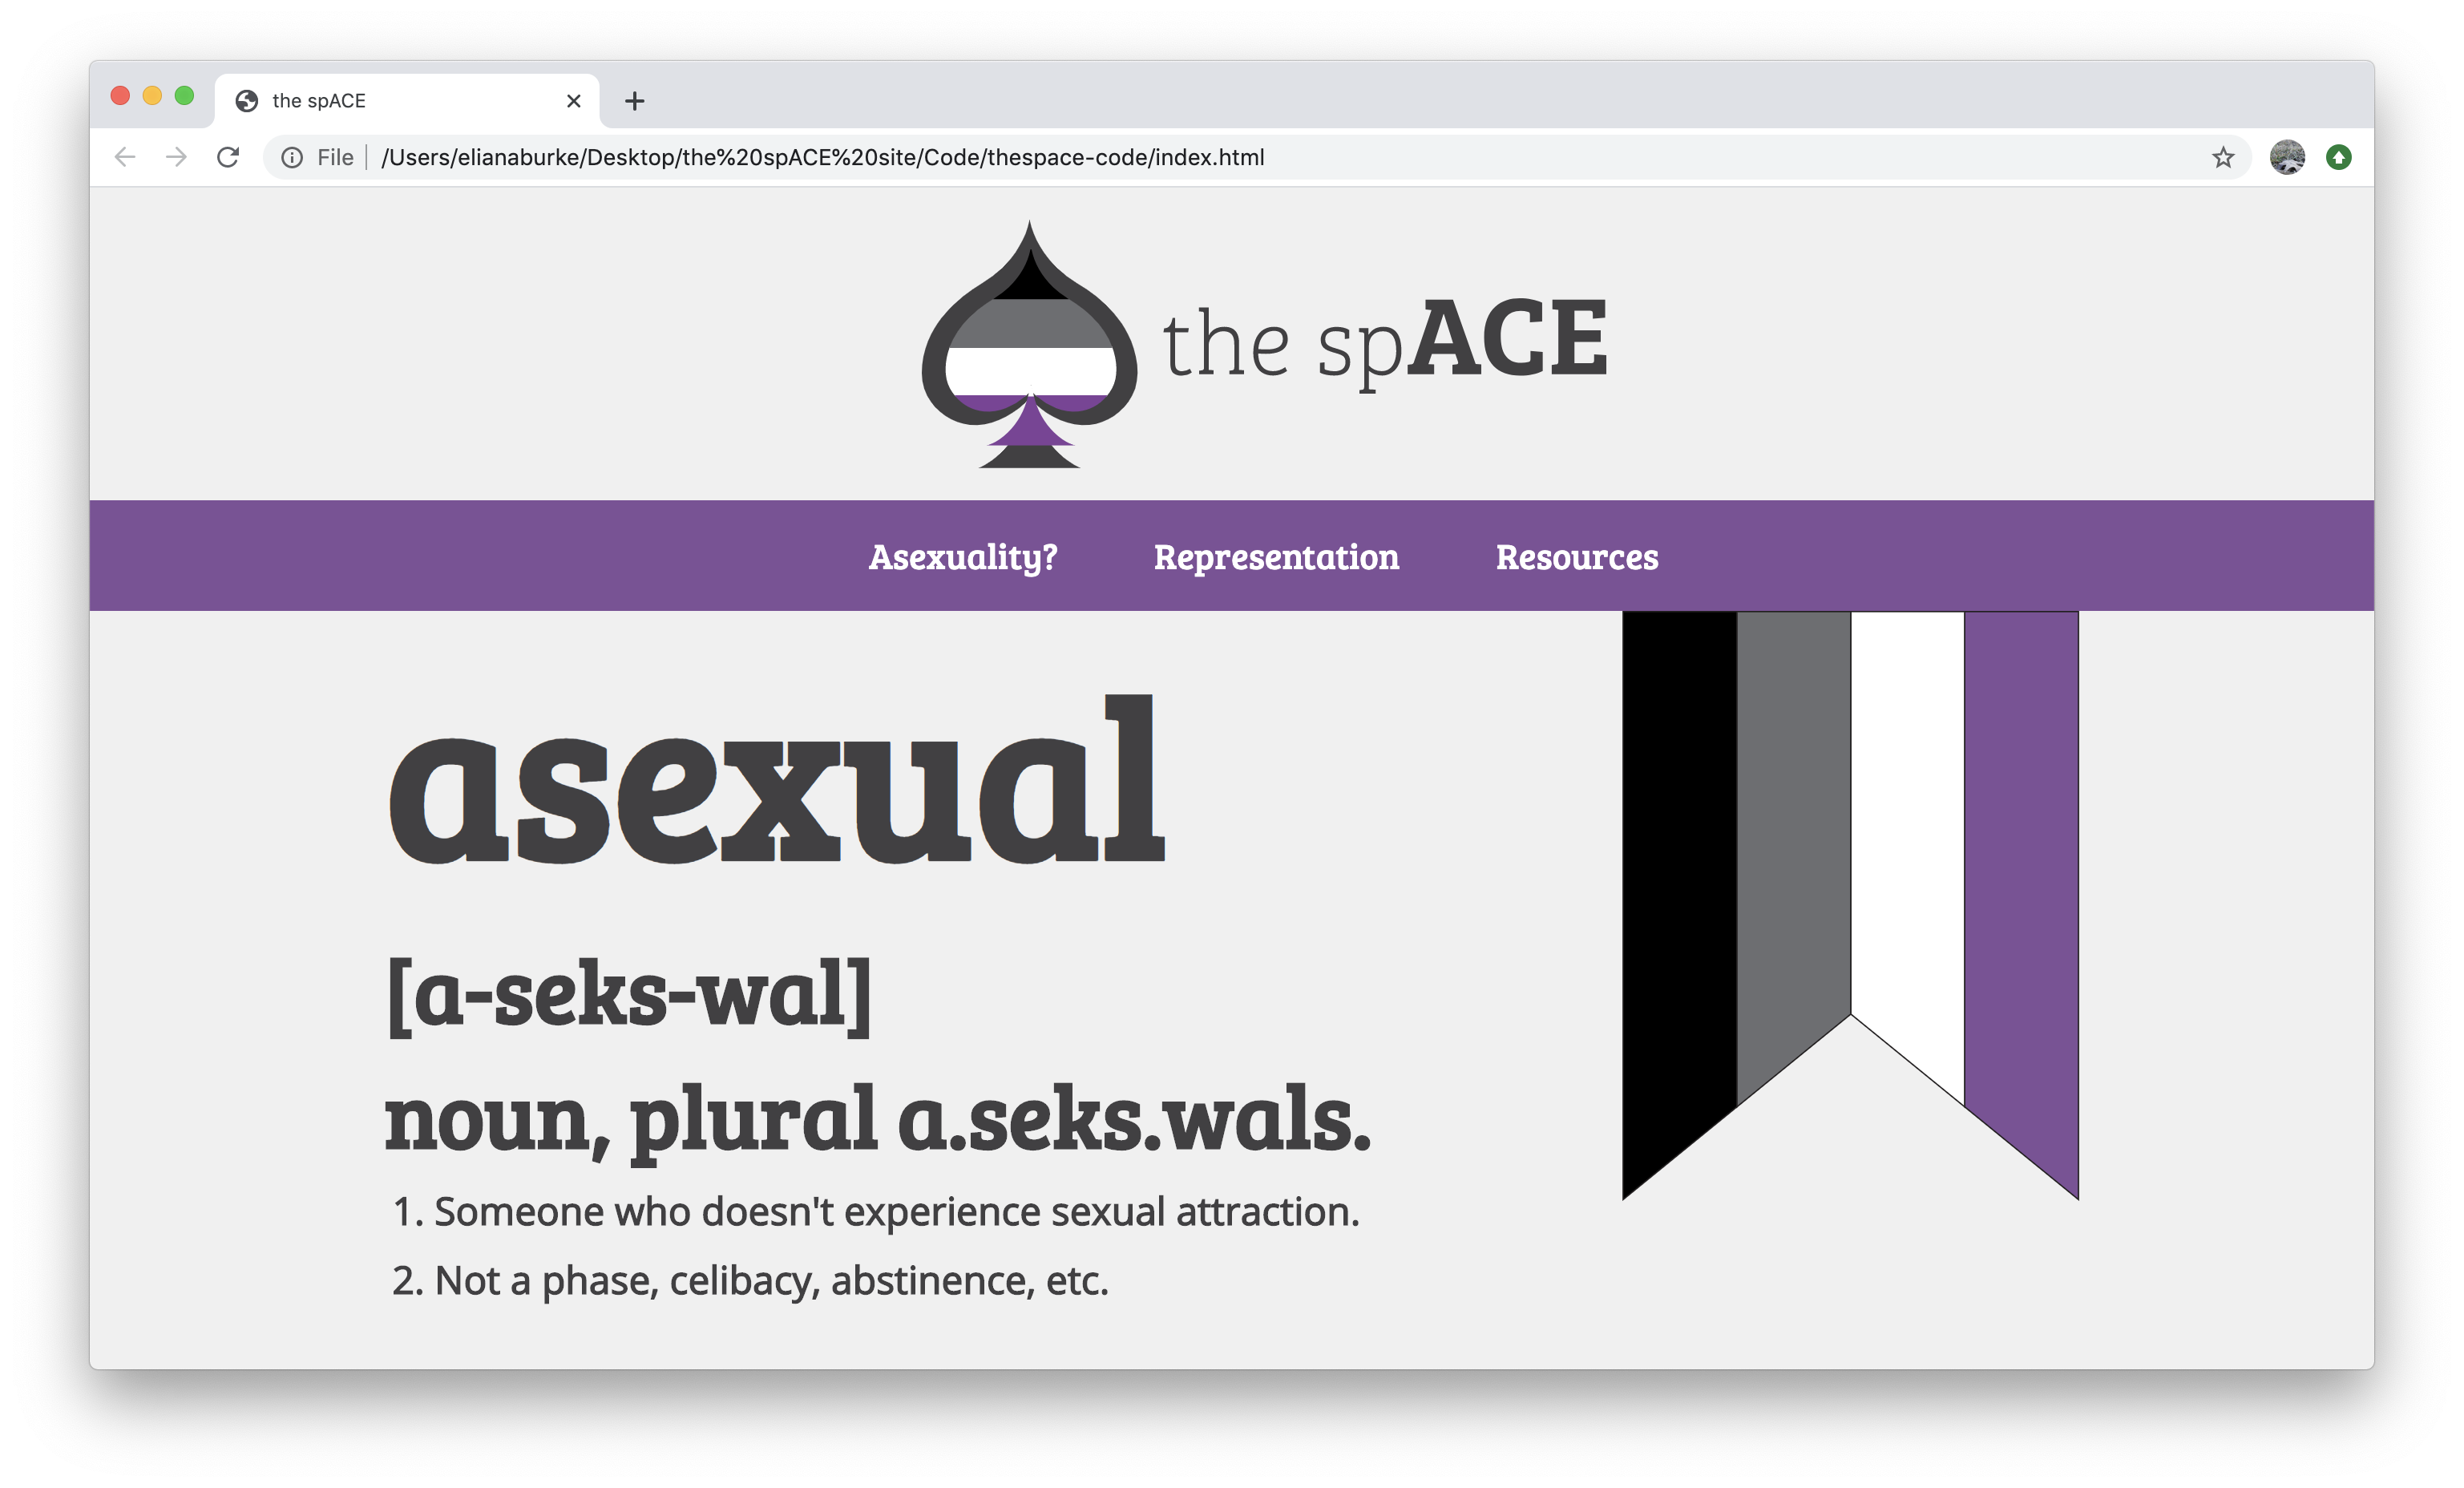 the spACE
File /Users/elianaburke/Desktop/the%20spACE%20site/Code/thespace-code/index.html
the spACE
Asexuality? Representation Resources
asexual
[a-seks-wal]
noun, plural a.seks.wals.
1. Someone who doesn't experience sexual attraction.
2. Not a phase, celibacy, abstinence, etc.